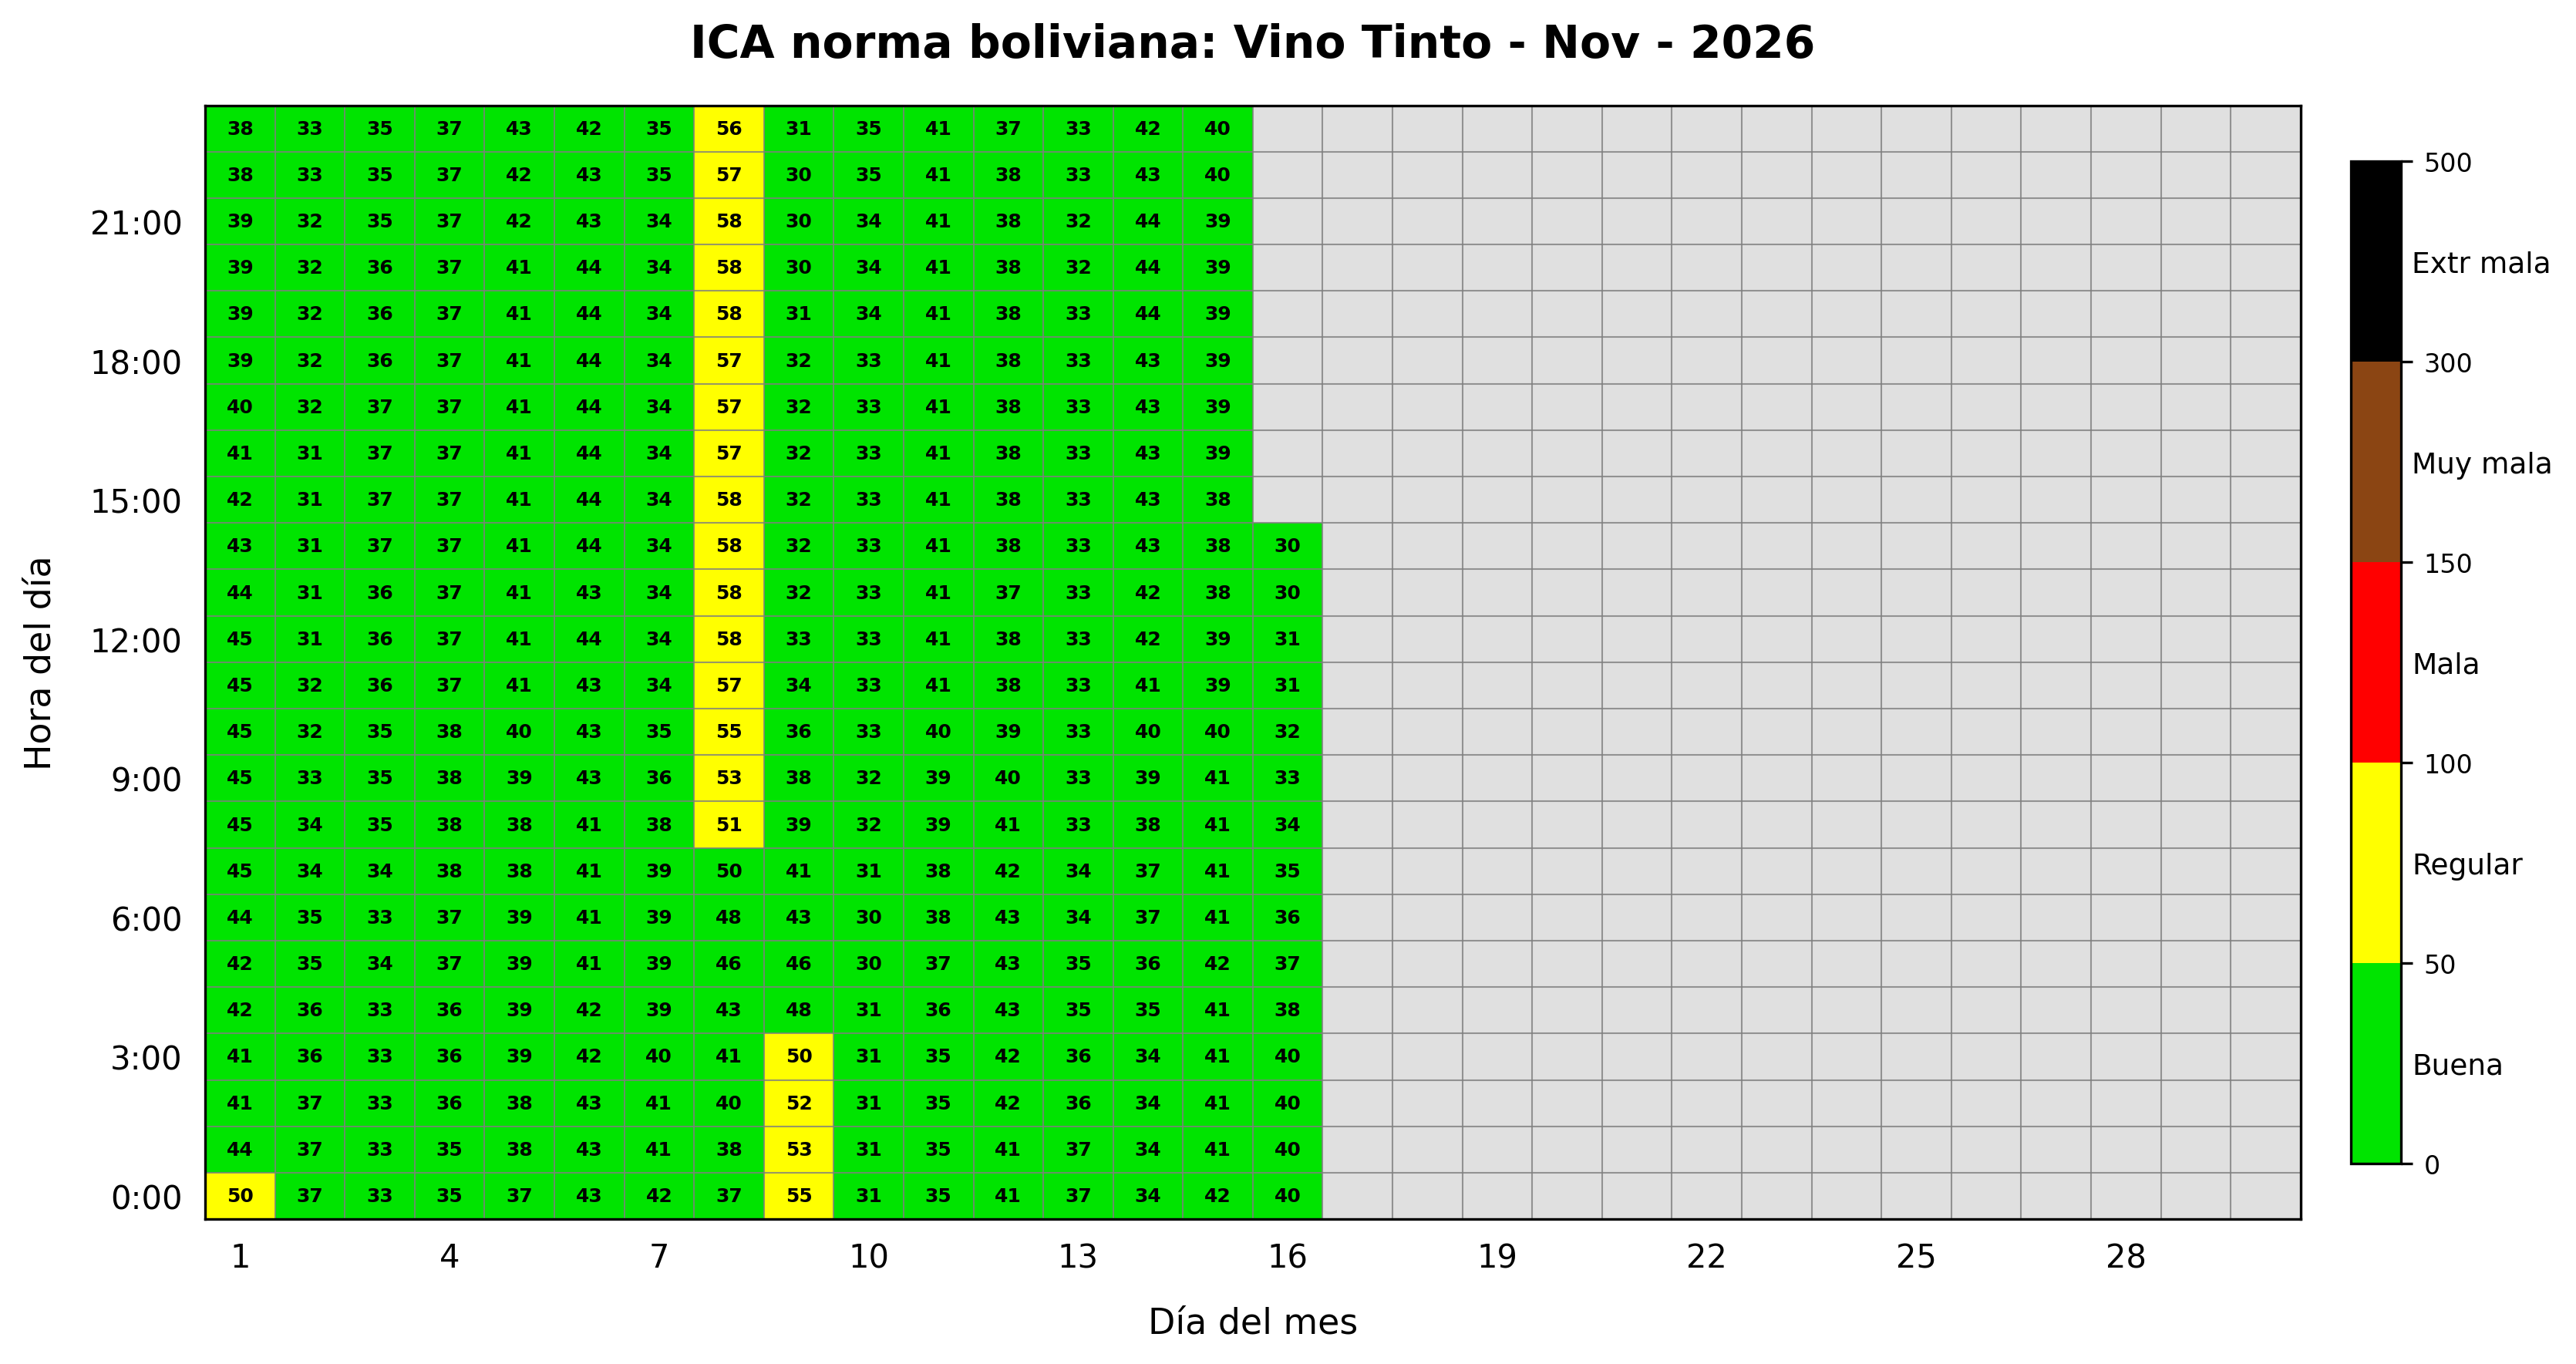 ICA norma boliviana: Vino Tinto - Nov - 2026
38 33 35 37 43 42 35 56 31 35 41 37 33 42 40
38 33 35 37 42 43 35 57 30 35 41 38 33 43 40
21:00 39 32 35 37 42 43 34 58 30 34 41 38 32 44 39
39 32 36 37 41 44 34 58 30 34 41 38 32 44 39
39 32 36 37 41 44 34 58 31 34 41 38 33 44 39
18:00 39 32 36 37 41 44 34 57 32 33 41 38 33 43 39
40 32 37 37 41 44 34 57 32 33 41 38 33 43 39
41 31 37 37 41 44 34 57 32 33 41 38 33 43 39
15:00 42 31 37 37 41 44 34 58 32 33 41 38 33 43 38
43 31 37 37 41 44 34 58 32 33 41 38 33 43 38 30
44 31 36 37 41 43 34 58 32 33 41 37 33 42 38 30
12:00 45 31 36 37 41 44 34 58 33 33 41 38 33 42 39 31
45 32 36 37 41 43 34 57 34 33 41 38 33 41 39 31
45 32 35 38 40 43 35 55 36 33 40 39 33 40 40 32
9:00 45 33 35 38 39 43 36 53 38 32 39 40 33 39 41 33
45 34 35 38 38 41 38 51 39 32 39 41 33 38 41 34
45 34 34 38 38 41 39 50 41 31 38 42 34 37 41 35
6:00 44 35 33 37 39 41 39 48 43 30 38 43 34 37 41 36
42 35 34 37 39 41 39 46 46 30 37 43 35 36 42 37
42 36 33 36 39 42 39 43 48 31 36 43 35 35 41 38
3:00 41 36 33 36 39 42 40 41 50 31 35 42 36 34 41 40
41 37 33 36 38 43 41 40 52 31 35 42 36 34 41 40
44 37 33 35 38 43 41 38 53 31 35 41 37 34 41 40
0:00 50 37 33 35 37 43 42 37 55 31 35 41 37 34 42 40
1 4 7 10 13 16 19 22 25 28
Día del mes
Hora del día
500
Extr mala
300
Muy mala
150
Mala
100
Regular
50
Buena
0